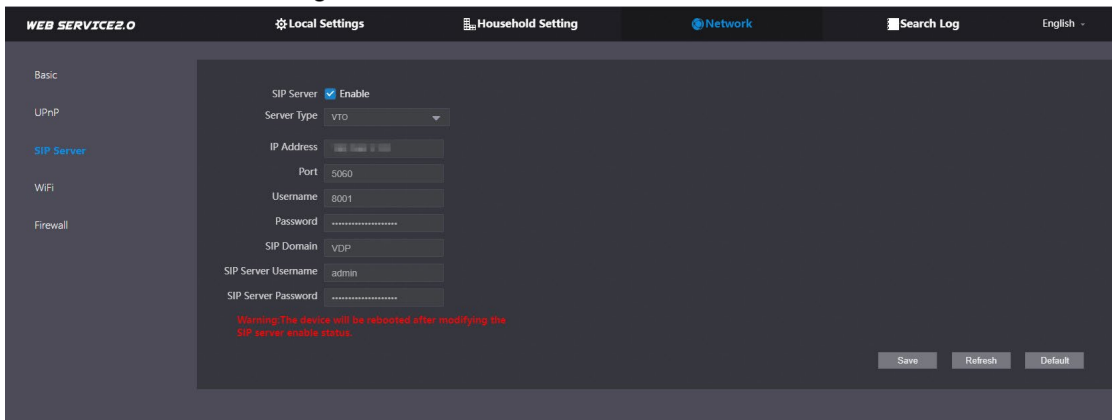 WEB SERVICE2.0 Local Settings Household Setting Network Search Log English
Basic
UPnP
SIP Server
WiFi
Firewall
SIP Server Enable
Server Type VTO
IP Address
Port 5060
Username 8001
Password ••••••••••••••••••••
SIP Domain VDP
SIP Server Username admin
SIP Server Password ••••••••••••••••••••
Warning:The device will be rebooted after modifying the
SIP server enable status.
Save Refresh Default